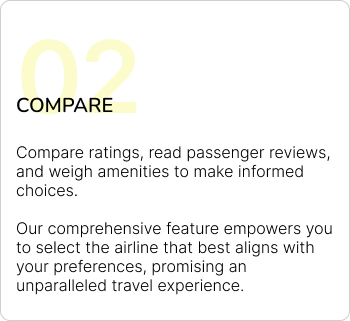 02
COMPARE
Compare ratings, read passenger reviews,
and weigh amenities to make informed
choices.
Our comprehensive feature empowers you
to select the airline that best aligns with
your preferences, promising an
unparalleled travel experience.